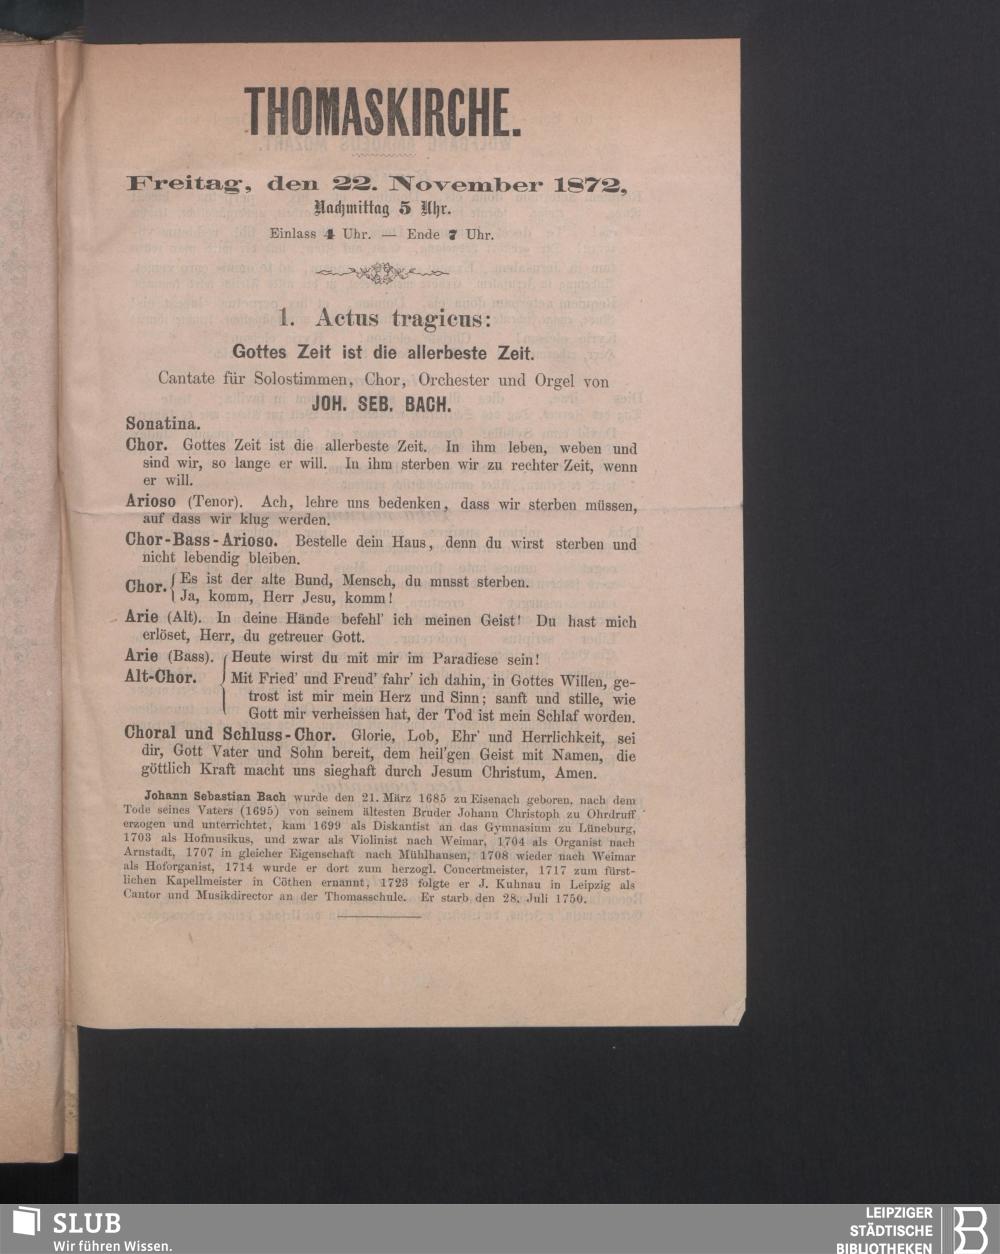 THOMASKIRCHE.
Freitag, den 22. November 1872,
Nachmittag 5 Uhr.
Einlass 4 Uhr. — Ende 7 Uhr.
1. Actus tragicus:
Gottes Zeit ist die allerbeste Zeit.
Cantate für Solostimmen, Chor, Orchester und Orgel von
JOH. SEB. BACH.
Sonatina.
Chor. Gottes Zeit ist die allerbeste Zeit. In ihm leben, weben und
sind wir, so lange er will. In ihm sterben wir zu rechter Zeit, wenn
er will.
Arioso (Tenor). Ach, lehre uns bedenken, dass wir sterben müssen,
auf dass wir klug werden.
Chor-Bass-Arioso. Bestelle dein Haus, denn du wirst sterben und
nicht lebendig bleiben.
Chor. { Es ist der alte Bund, Mensch, du musst sterben.
Ja, komm, Herr Jesu, komm!
Arie (Alt). In deine Hände befehl' ich meinen Geist! Du hast mich
erlöset, Herr, du getreuer Gott.
Arie (Bass). { Heute wirst du mit mir im Paradiese sein!
Alt-Chor. Mit Fried' und Freud' fahr' ich dahin, in Gottes Willen, ge-
trost ist mir mein Herz und Sinn; sanft und stille, wie
Gott mir verheissen hat, der Tod ist mein Schlaf worden.
Choral und Schluss-Chor. Glorie, Lob, Ehr' und Herrlichkeit, sei
dir, Gott Vater und Sohn bereit, dem heil'gen Geist mit Namen, die
göttlich Kraft macht uns sieghaft durch Jesum Christum, Amen.
Johann Sebastian Bach wurde den 21. März 1685 zu Eisenach geboren, nach dem
Tode seines Vaters (1695) von seinem ältesten Bruder Johann Christoph zu Ohrdruff
erzogen und unterrichtet, kam 1699 als Diskantist an das Gymnasium zu Lüneburg,
1703 als Hofmusikus, und zwar als Violinist nach Weimar, 1704 als Organist nach
Arnstadt, 1707 in gleicher Eigenschaft nach Mühlhausen, 1708 wieder nach Weimar
als Hoforganist, 1714 wurde er dort zum herzogl. Concertmeister, 1717 zum fürst-
lichen Kapellmeister in Cöthen ernannt, 1723 folgte er J. Kuhnau in Leipzig als
Cantor und Musikdirector an der Thomasschule. Er starb den 28. Juli 1750.
SLUB
Wir führen Wissen.
LEIPZIGER
STÄDTISCHE
BIBLIOTHEKEN